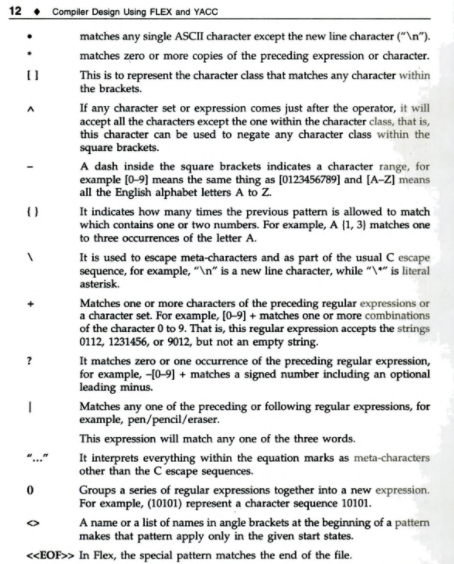 12 ◆ Compiler Design Using FLEX and YACC
• matches any single ASCII character except the new line character ("\n").
* matches zero or more copies of the preceding expression or character.
[ ] This is to represent the character class that matches any character within
the brackets.
^ If any character set or expression comes just after the operator, it will
accept all the characters except the one within the character class, that is,
this character can be used to negate any character class within the
square brackets.
– A dash inside the square brackets indicates a character range, for
example [0–9] means the same thing as [0123456789] and [A–Z] means
all the English alphabet letters A to Z.
{ } It indicates how many times the previous pattern is allowed to match
which contains one or two numbers. For example, A {1, 3} matches one
to three occurrences of the letter A.
\ It is used to escape meta-characters and as part of the usual C escape
sequence, for example, "\n" is a new line character, while "\*" is literal
asterisk.
+ Matches one or more characters of the preceding regular expressions or
a character set. For example, [0–9] + matches one or more combinations
of the character 0 to 9. That is, this regular expression accepts the strings
0112, 1231456, or 9012, but not an empty string.
? It matches zero or one occurrence of the preceding regular expression,
for example, –[0–9] + matches a signed number including an optional
leading minus.
| Matches any one of the preceding or following regular expressions, for
example, pen/pencil/eraser.
This expression will match any one of the three words.
"..." It interprets everything within the equation marks as meta-characters
other than the C escape sequences.
() Groups a series of regular expressions together into a new expression.
For example, (10101) represent a character sequence 10101.
<> A name or a list of names in angle brackets at the beginning of a pattern
makes that pattern apply only in the given start states.
<<EOF>> In Flex, the special pattern matches the end of the file.